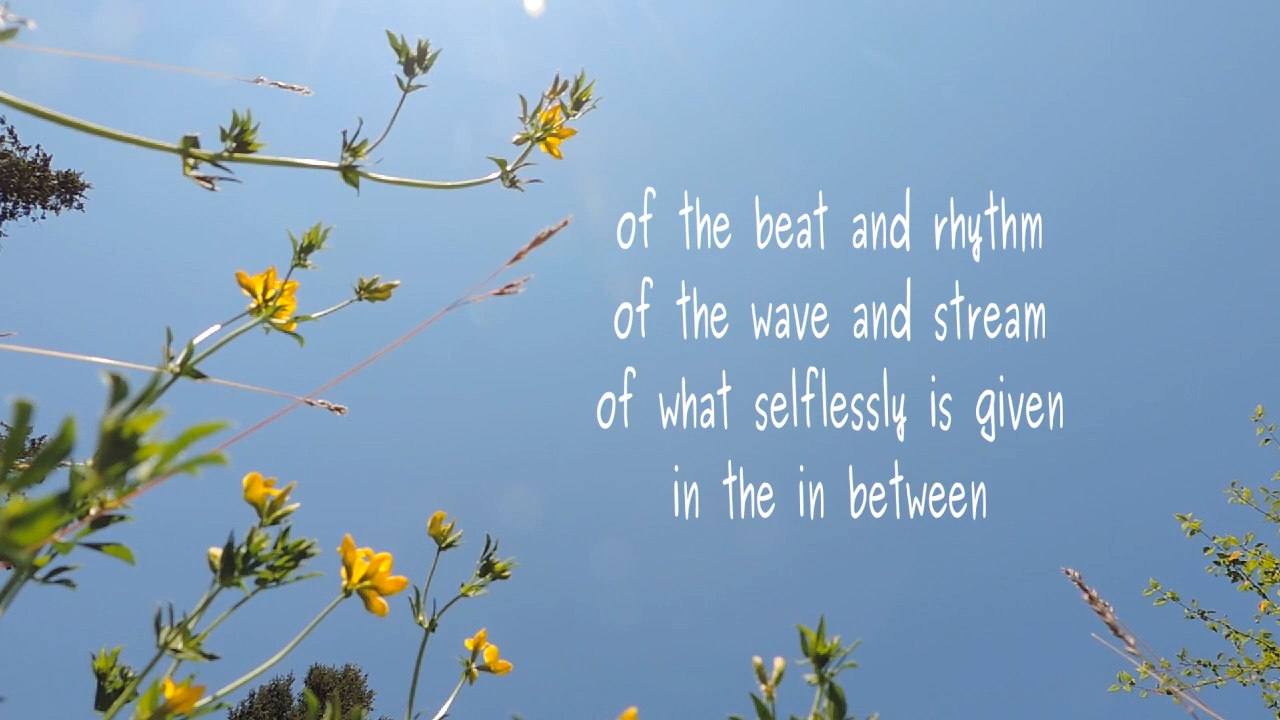 of the beat and rhythm
of the wave and stream
of what selflessly is given
in the in between